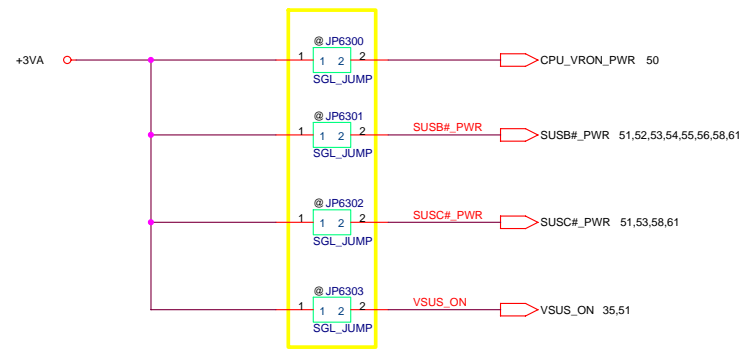 @ JP6300
+3VA 1 1 2 2 CPU_VRON_PWR 50
SGL_JUMP
@ JP6301
1 1 2 2 SUSB#_PWR SUSB#_PWR 51,52,53,54,55,56,58,61
SGL_JUMP
@ JP6302
1 1 2 2 SUSC#_PWR SUSC#_PWR 51,53,58,61
SGL_JUMP
@ JP6303
1 1 2 2 VSUS_ON VSUS_ON 35,51
SGL_JUMP